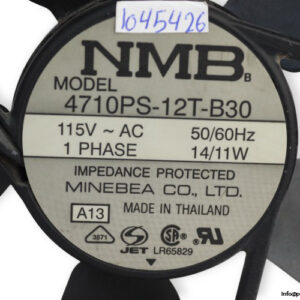 1045426
NMB B
MODEL
4710PS-12T-B30
115V ~ AC 50/60Hz
1 PHASE 14/11W
IMPEDANCE PROTECTED
MINEBEA CO., LTD.
A13 MADE IN THAILAND
3871 JET LR65829